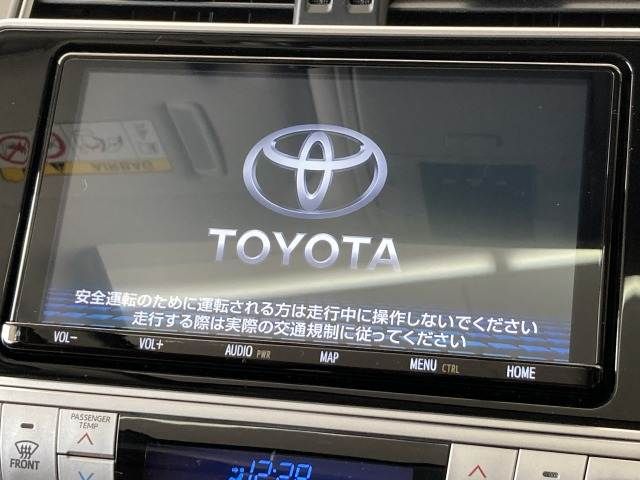 AIRBAG
TOYOTA
安全運転のために運転される方は走行中に操作しないでください
走行する際は実際の交通規制に従ってください
VOL− VOL+ AUDIO PWR MAP MENU CTRL HOME
PASSENGER
TEMP
FRONT
12:20